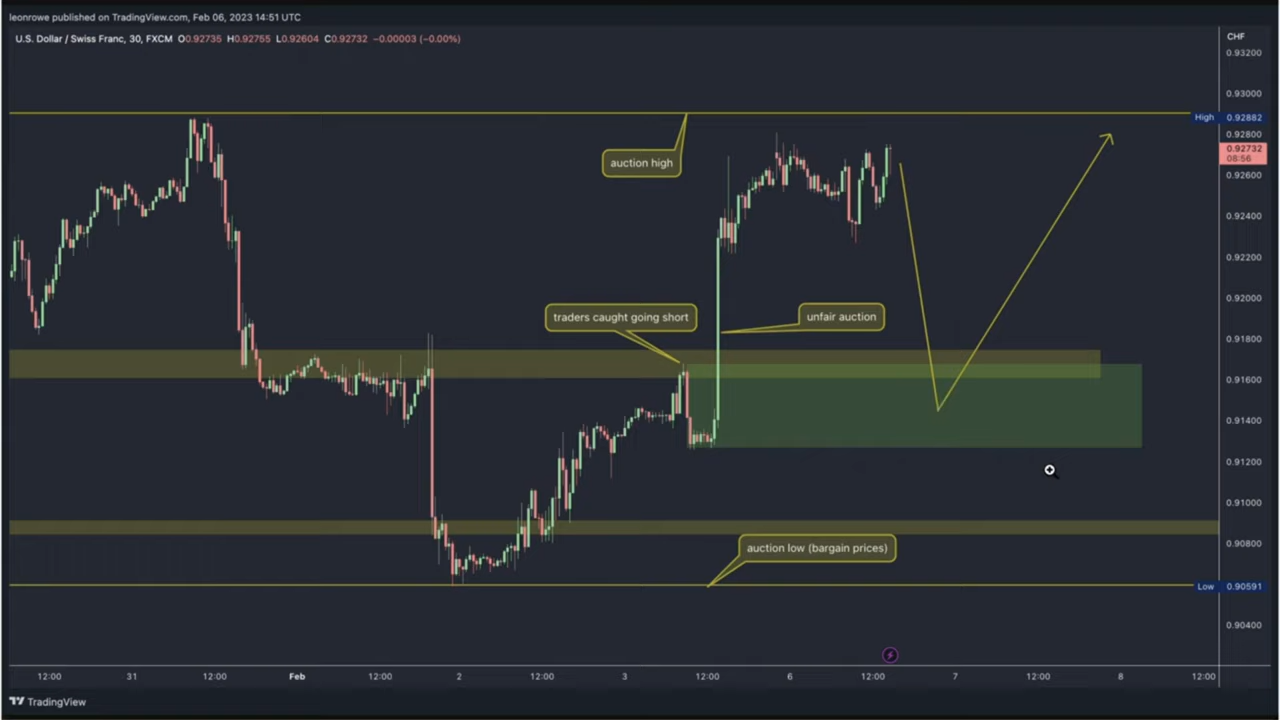 leonrowe published on TradingView.com, Feb 06, 2023 14:51 UTC
U.S. Dollar / Swiss Franc, 30, FXCM O0.92735 H0.92755 L0.92604 C0.92732 −0.00003 (−0.00%)
CHF
0.93200
0.93000
High 0.92882
0.92800
0.92732
08:56
0.92600
0.92400
0.92200
0.92000
0.91800
0.91600
0.91400
0.91200
0.91000
0.90800
Low 0.90591
0.90400
auction high
traders caught going short
unfair auction
auction low (bargain prices)
12:00 31 12:00 Feb 12:00 2 12:00 3 12:00 6 12:00 7 12:00 8 12:00
TradingView